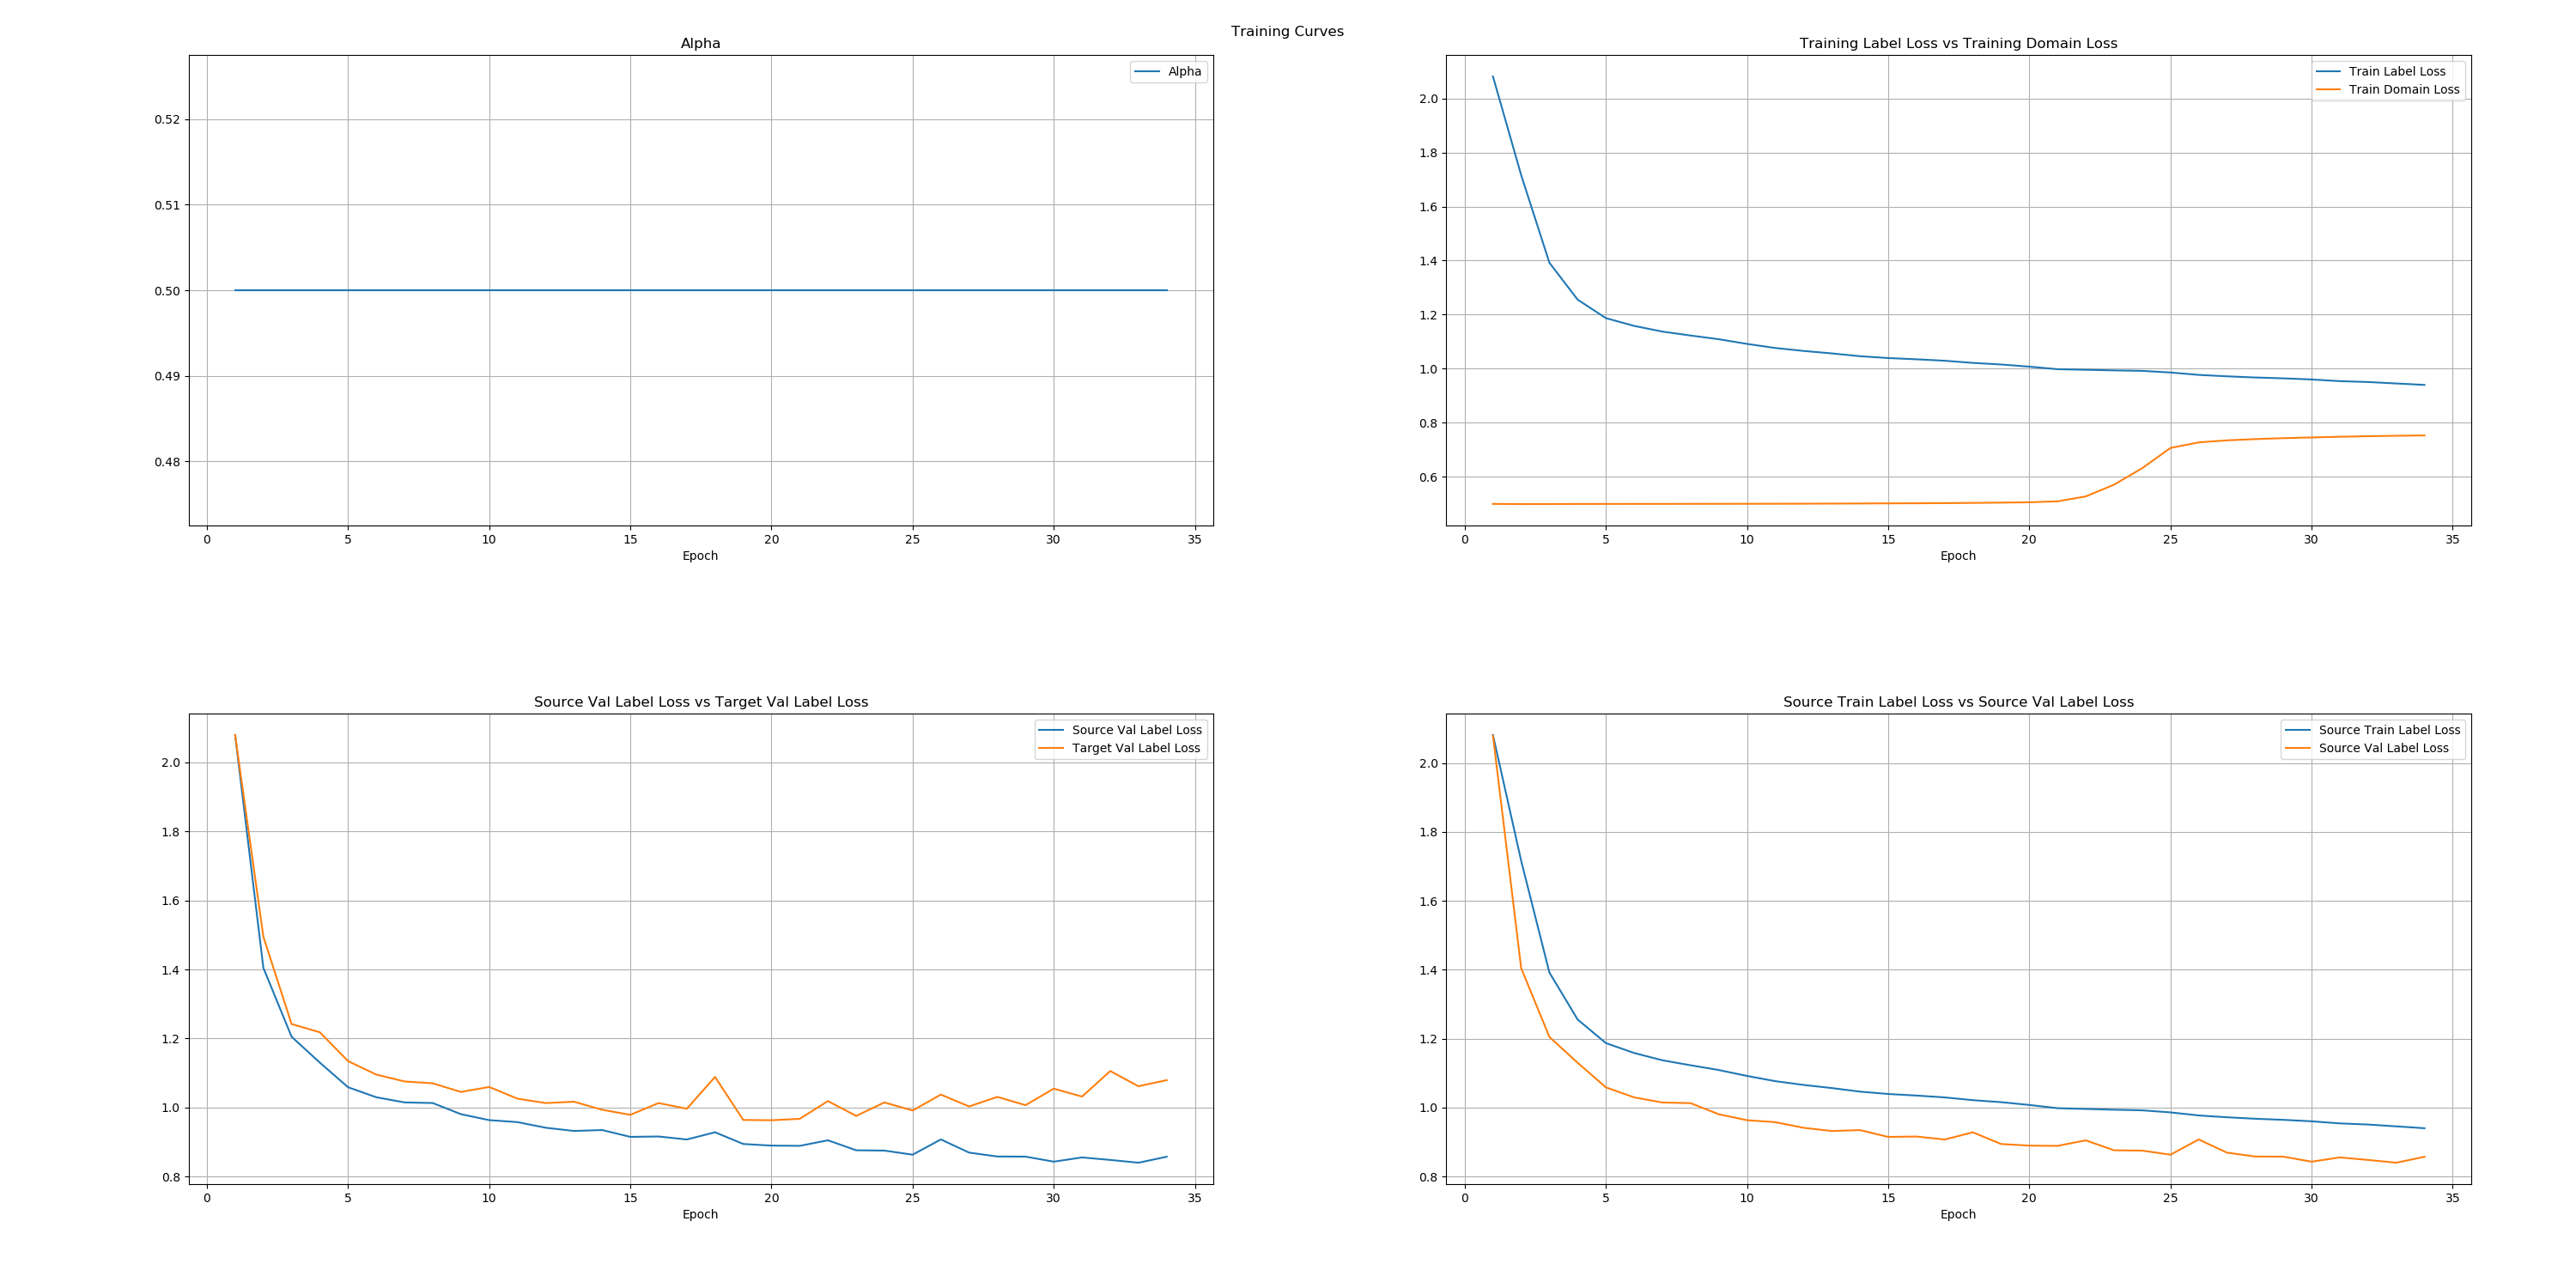 Training Curves
Alpha
Alpha
0.52
0.51
0.50
0.49
0.48
0 5 10 15 20 25 30 35
Epoch
Training Label Loss vs Training Domain Loss
Train Label Loss
Train Domain Loss
2.0
1.8
1.6
1.4
1.2
1.0
0.8
0.6
0 5 10 15 20 25 30 35
Epoch
Source Val Label Loss vs Target Val Label Loss
Source Val Label Loss
Target Val Label Loss
2.0
1.8
1.6
1.4
1.2
1.0
0.8
0 5 10 15 20 25 30 35
Epoch
Source Train Label Loss vs Source Val Label Loss
Source Train Label Loss
Source Val Label Loss
2.0
1.8
1.6
1.4
1.2
1.0
0.8
0 5 10 15 20 25 30 35
Epoch